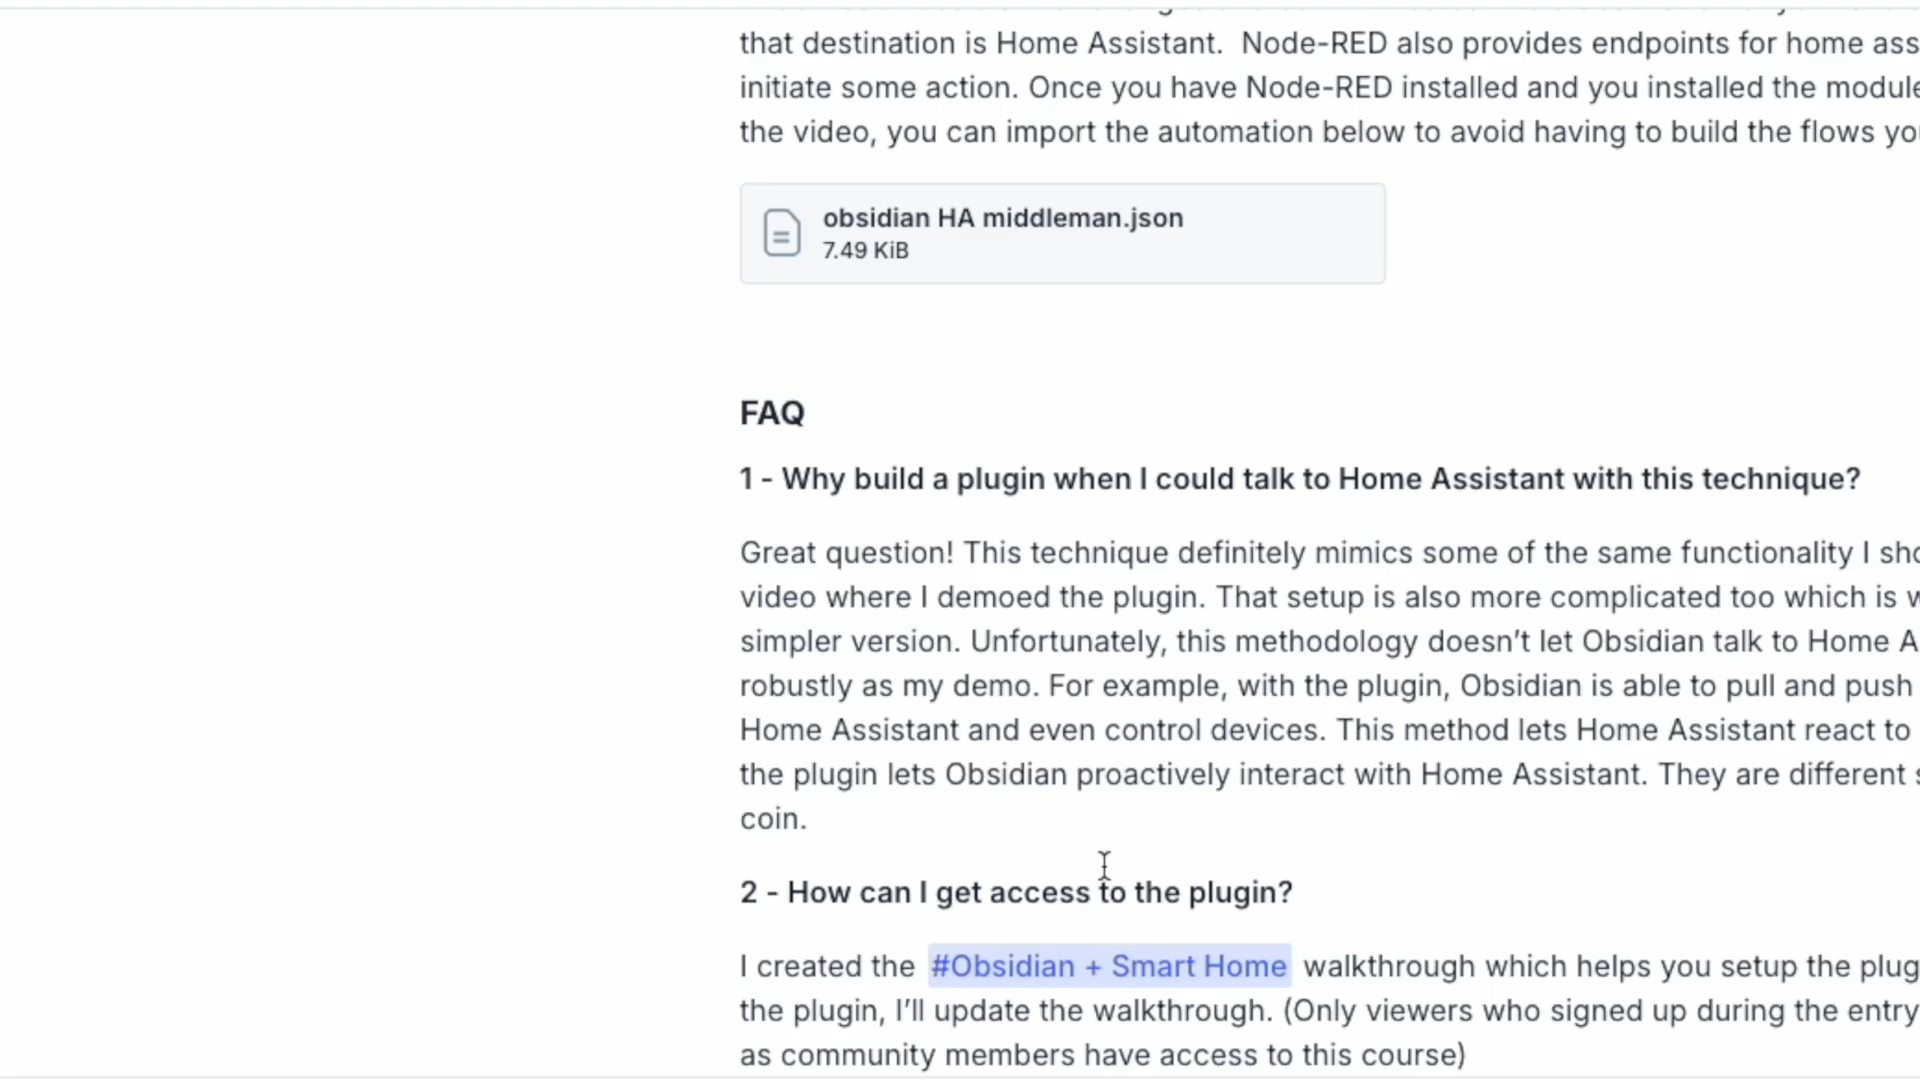 that destination is Home Assistant.  Node-RED also provides endpoints for home ass
initiate some action. Once you have Node-RED installed and you installed the module
the video, you can import the automation below to avoid having to build the flows yo
obsidian HA middleman.json
7.49 KiB
FAQ
1 - Why build a plugin when I could talk to Home Assistant with this technique?
Great question! This technique definitely mimics some of the same functionality I sho
video where I demoed the plugin. That setup is also more complicated too which is w
simpler version. Unfortunately, this methodology doesn’t let Obsidian talk to Home A
robustly as my demo. For example, with the plugin, Obsidian is able to pull and push
Home Assistant and even control devices. This method lets Home Assistant react to
the plugin lets Obsidian proactively interact with Home Assistant. They are different s
coin.
2 - How can I get access to the plugin?
I created the #Obsidian + Smart Home walkthrough which helps you setup the plug
the plugin, I’ll update the walkthrough. (Only viewers who signed up during the entry
as community members have access to this course)